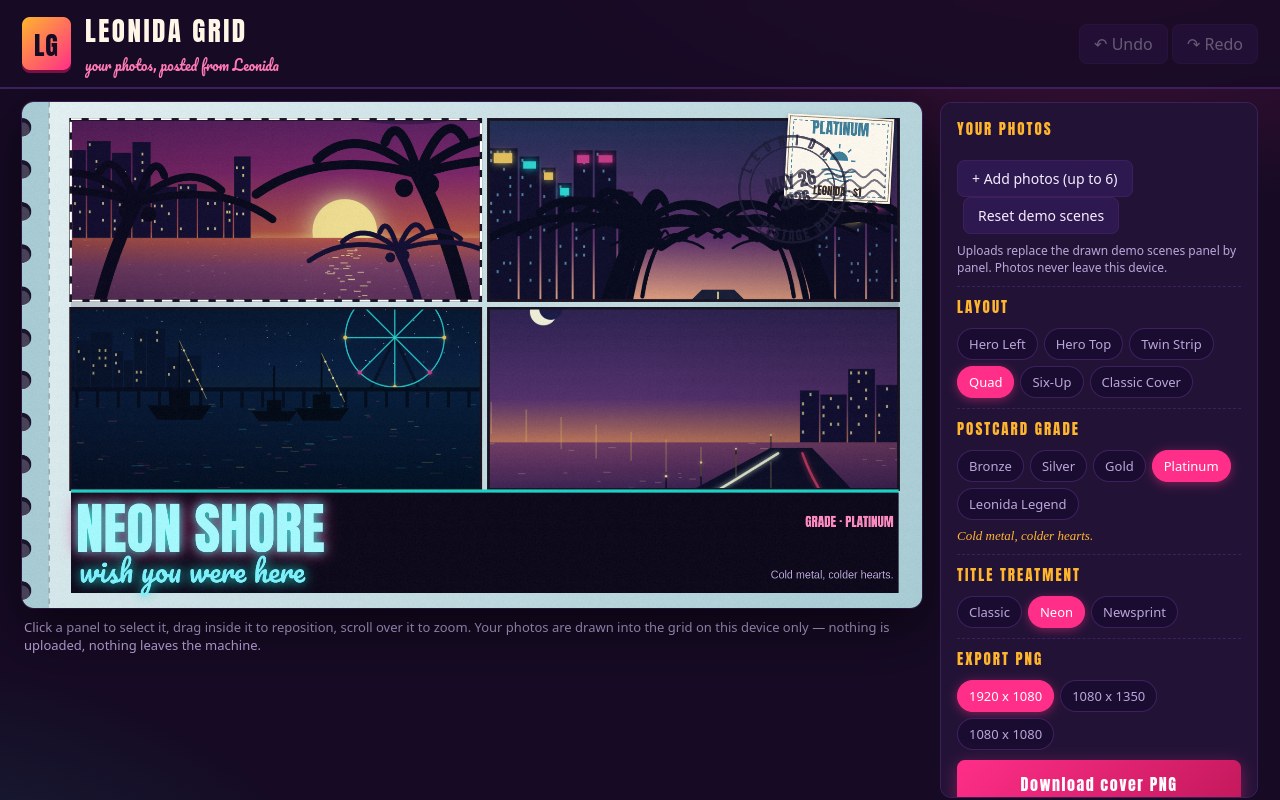 LG
LEONIDA GRID
your photos, posted from Leonida
↶ Undo
↷ Redo
PLATINUM
LEONIDA · $1
NEON SHORE
wish you were here
GRADE · PLATINUM
Cold metal, colder hearts.
Click a panel to select it, drag inside it to reposition, scroll over it to zoom. Your photos are drawn into the grid on this device only — nothing is
uploaded, nothing leaves the machine.
YOUR PHOTOS
+ Add photos (up to 6)
Reset demo scenes
Uploads replace the drawn demo scenes panel by
panel. Photos never leave this device.
LAYOUT
Hero Left
Hero Top
Twin Strip
Quad
Six-Up
Classic Cover
POSTCARD GRADE
Bronze
Silver
Gold
Platinum
Leonida Legend
Cold metal, colder hearts.
TITLE TREATMENT
Classic
Neon
Newsprint
EXPORT PNG
1920 x 1080
1080 x 1350
1080 x 1080
Download cover PNG